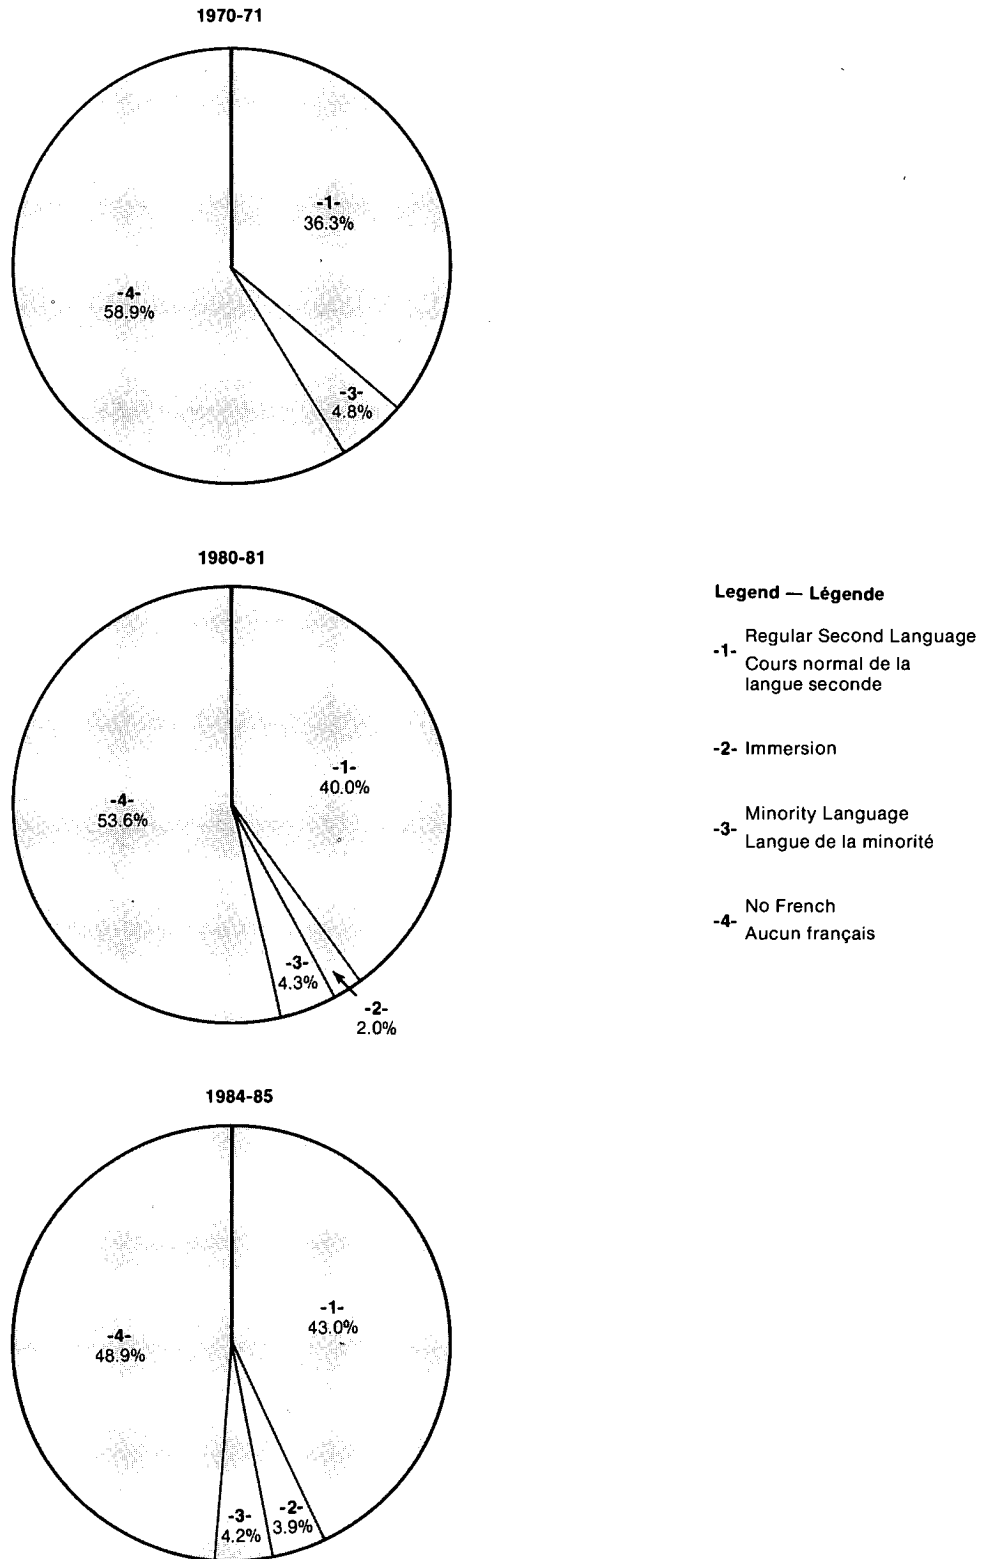 1970-71
-1-
36.3%
-4-
58.9%
-3-
4.8%
1980-81
-1-
40.0%
-4-
53.6%
-3-
4.3%
-2-
2.0%
Legend — Légende
-1- Regular Second Language
Cours normal de la
langue seconde
-2- Immersion
-3- Minority Language
Langue de la minorité
-4- No French
Aucun français
1984-85
-1-
43.0%
-4-
48.9%
-3-
4.2%
-2-
3.9%